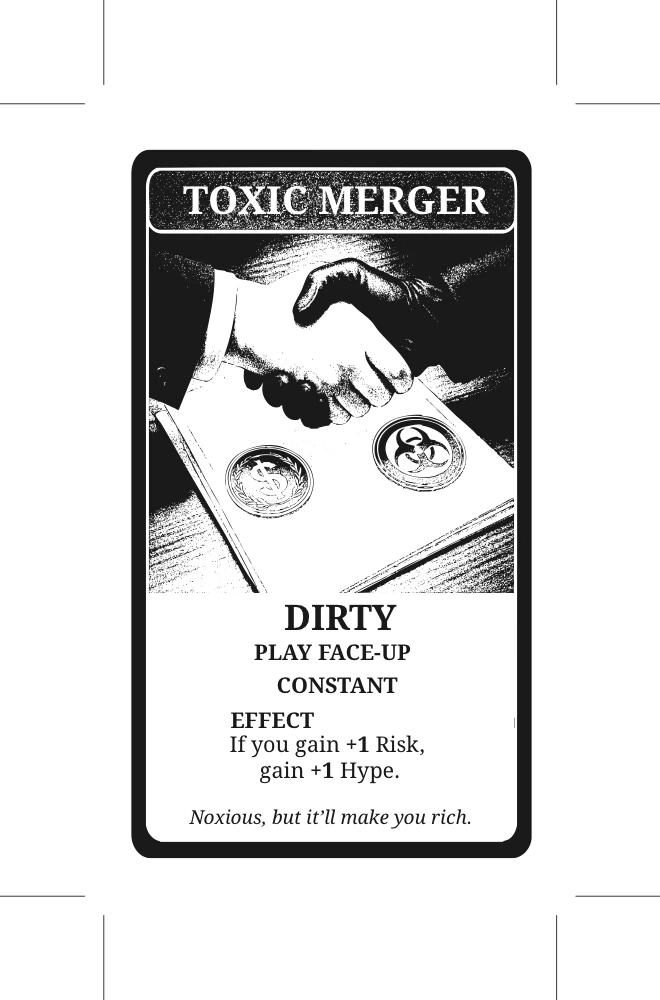 TOXIC MERGER
$
DIRTY
PLAY FACE-UP
CONSTANT
EFFECT
If you gain +1 Risk,
gain +1 Hype.
Noxious, but it’ll make you rich.